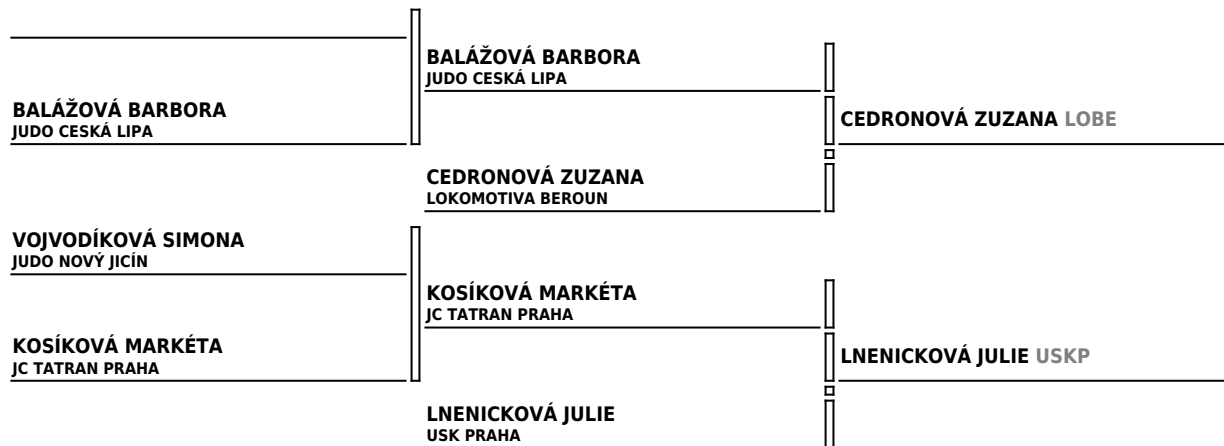 BALÁŽOVÁ BARBORA
JUDO CESKÁ LIPA
BALÁŽOVÁ BARBORA
JUDO CESKÁ LIPA
CEDRONOVÁ ZUZANA LOBE
CEDRONOVÁ ZUZANA
LOKOMOTIVA BEROUN
VOJVODÍKOVÁ SIMONA
JUDO NOVÝ JICÍN
KOSÍKOVÁ MARKÉTA
JC TATRAN PRAHA
KOSÍKOVÁ MARKÉTA
JC TATRAN PRAHA
LNENICKOVÁ JULIE USKP
LNENICKOVÁ JULIE
USK PRAHA